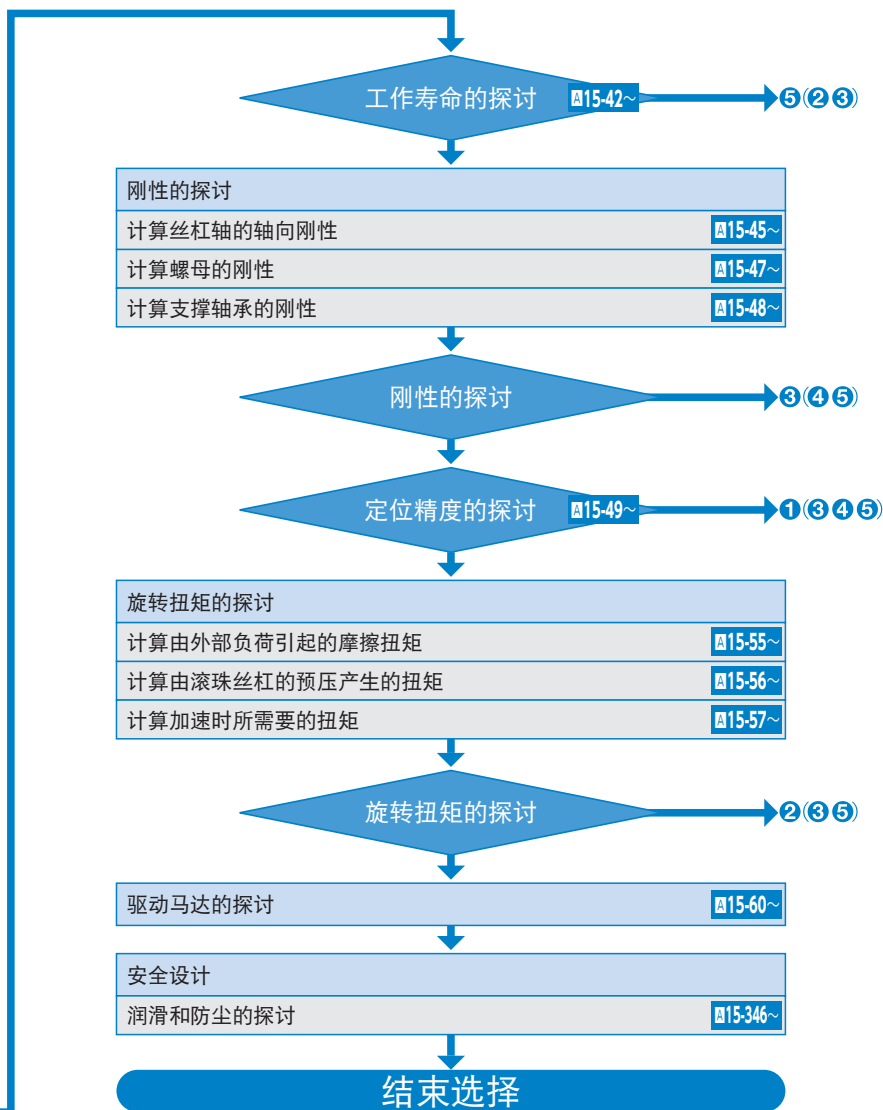 工作寿命的探讨 A15-42~ ❺(❷❸)
刚性的探讨
计算丝杠轴的轴向刚性 A15-45~
计算螺母的刚性 A15-47~
计算支撑轴承的刚性 A15-48~
刚性的探讨 ❸(❹❺)
定位精度的探讨 A15-49~ ❶(❸❹❺)
旋转扭矩的探讨
计算由外部负荷引起的摩擦扭矩 A15-55~
计算由滚珠丝杠的预压产生的扭矩 A15-56~
计算加速时所需要的扭矩 A15-57~
旋转扭矩的探讨 ❷(❸❺)
驱动马达的探讨 A15-60~
安全设计
润滑和防尘的探讨 A15-346~
结束选择